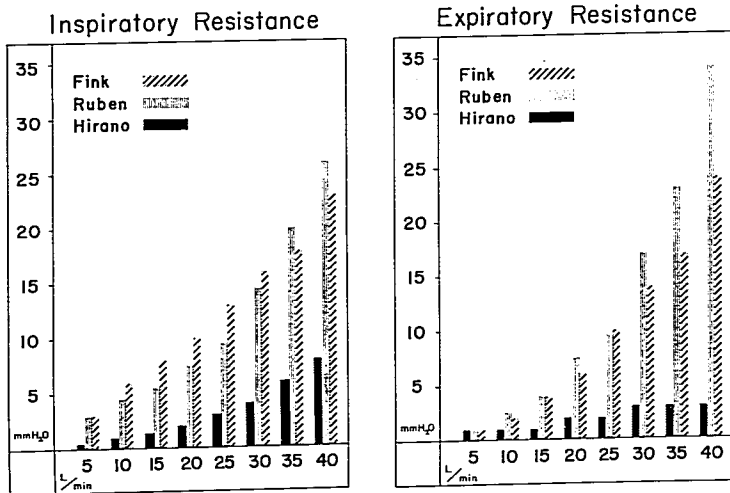 Inspiratory Resistance
35
30
25
20
15
10
5
mmH2O
Fink
Ruben
Hirano
5 10 15 20 25 30 35 40
L/min
Expiratory Resistance
35
30
25
20
15
10
5
mmH2O
Fink
Ruben
Hirano
5 10 15 20 25 30 35 40
L/min